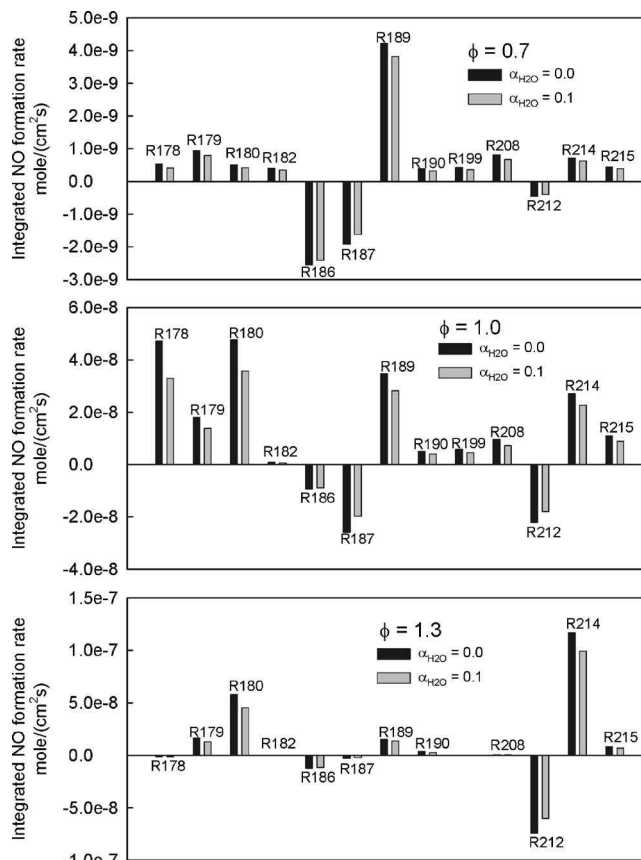 Integrated NO formation rate
mole/(cm²s)
5.0e-9
4.0e-9
3.0e-9
2.0e-9
1.0e-9
0.0
-1.0e-9
-2.0e-9
-3.0e-9
R178
R179
R180
R182
R186
R187
R189
R190
R199
R208
R212
R214
R215
ϕ = 0.7
α_H2O = 0.0
α_H2O = 0.1
Integrated NO formation rate
mole/(cm²s)
6.0e-8
4.0e-8
2.0e-8
0.0
-2.0e-8
-4.0e-8
R178
R179
R180
R182
R186
R187
R189
R190
R199
R208
R212
R214
R215
ϕ = 1.0
α_H2O = 0.0
α_H2O = 0.1
Integrated NO formation rate
mole/(cm²s)
1.5e-7
1.0e-7
5.0e-8
0.0
-5.0e-8
-1.0e-7
R178
R179
R180
R182
R186
R187
R189
R190
R208
R212
R214
R215
ϕ = 1.3
α_H2O = 0.0
α_H2O = 0.1